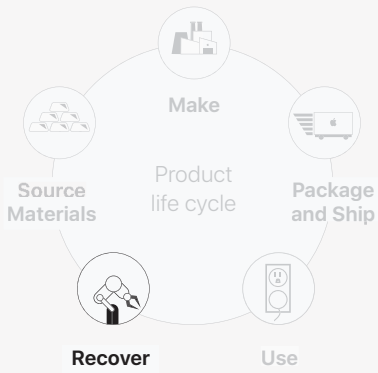 Make
Product
life cycle
Source
Materials
Package
and Ship
Recover
Use